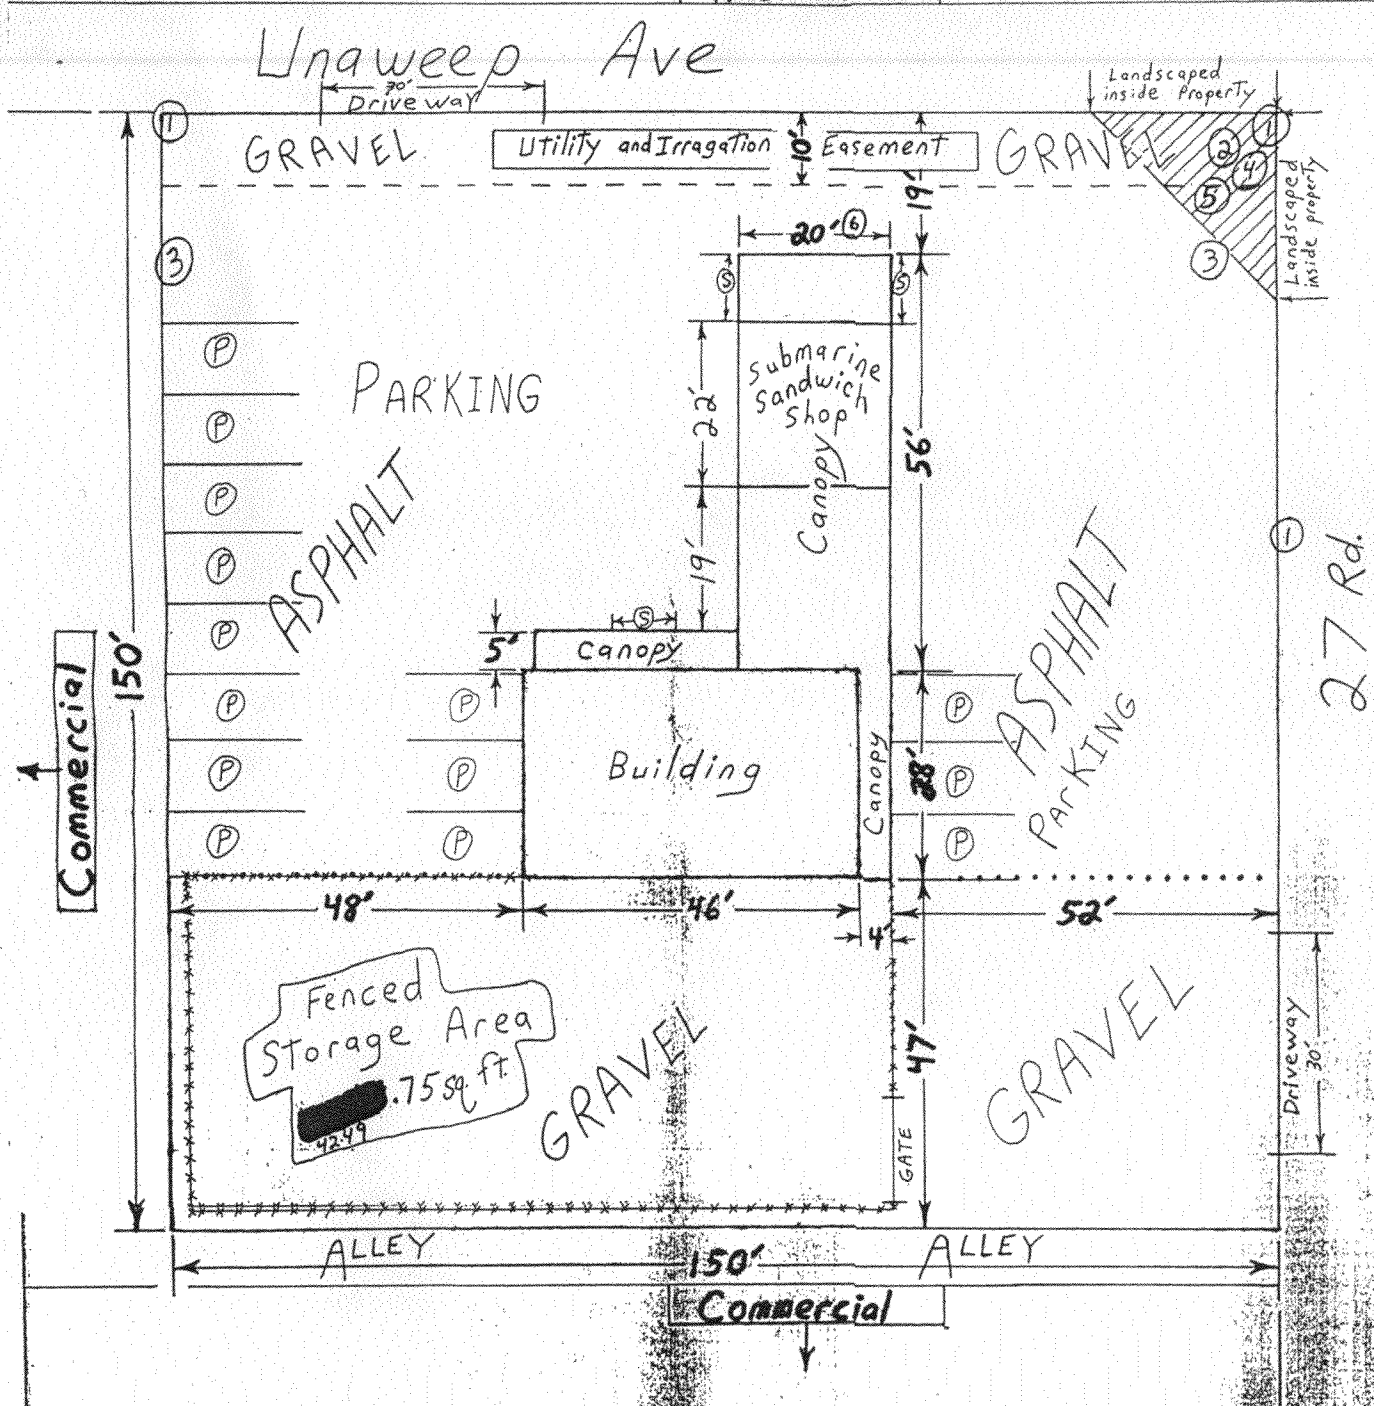 Unaweep Ave
30'
Driveway
Landscaped
inside Property
1
1
GRAVEL
Utility and Irragation
10'
Easement
GRAVEL
2
4
5
3
Landscaped
inside property
19'
20' 6
3
S
S
P
P
P
P
P
P
P
P
PARKING
ASPHALT
22'
Submarine
Sandwich
Shop
Canopy
56'
19'
1
27 Rd.
S
5'
Canopy
Commercial
150'
P
P
P
Building
Canopy
28'
P
P
P
ASPHALT
Parking
48'
46'
4'
52'
Fenced
Storage Area
.75 sq ft
4249
GRAVEL
47'
GATE
GRAVEL
Driveway
30'
ALLEY
150'
ALLEY
Commercial